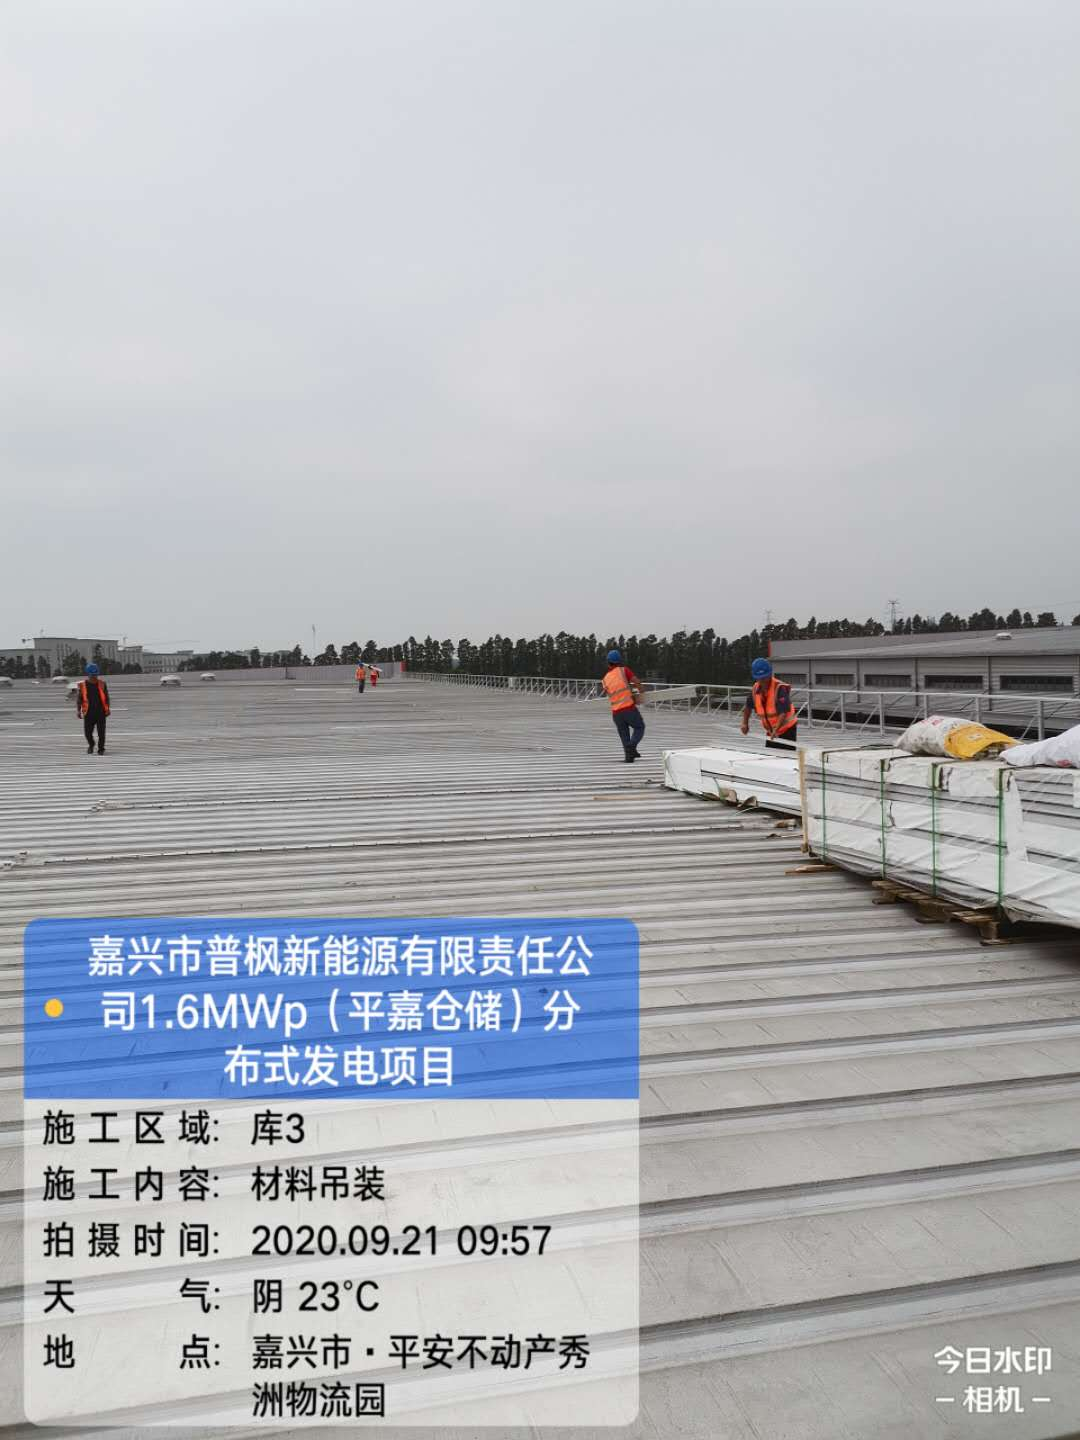 嘉兴市普枫新能源有限责任公
司1.6MWp（平嘉仓储）分
布式发电项目
施工区域: 库3
施工内容: 材料吊装
拍摄时间: 2020.09.21 09:57
天气: 阴 23°C
地点: 嘉兴市·平安不动产秀
洲物流园
今日水印
–相机–